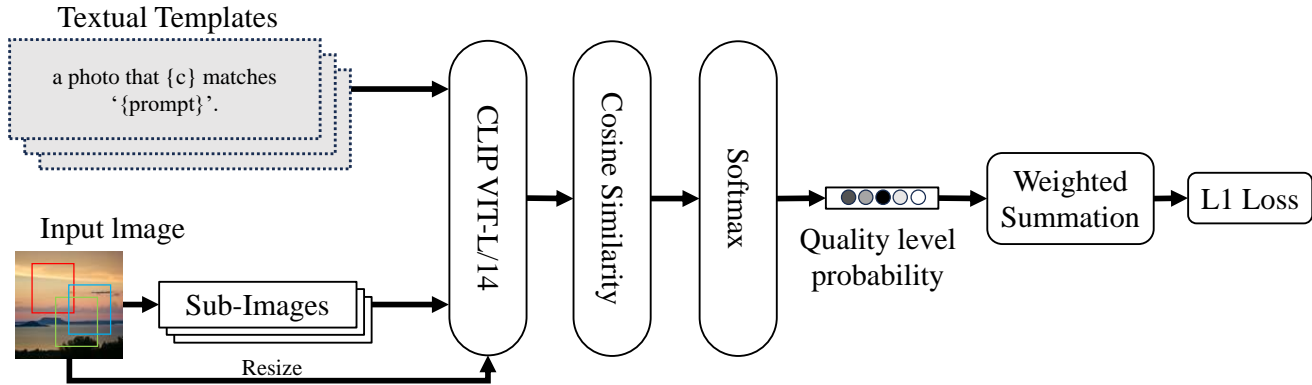 Textual Templates
a photo that {c} matches
‘{prompt}’.
Input Image
Sub-Images
Resize
CLIP VIT-L/14
Cosine Similarity
Softmax
Quality level
probability
Weighted
Summation
L1 Loss